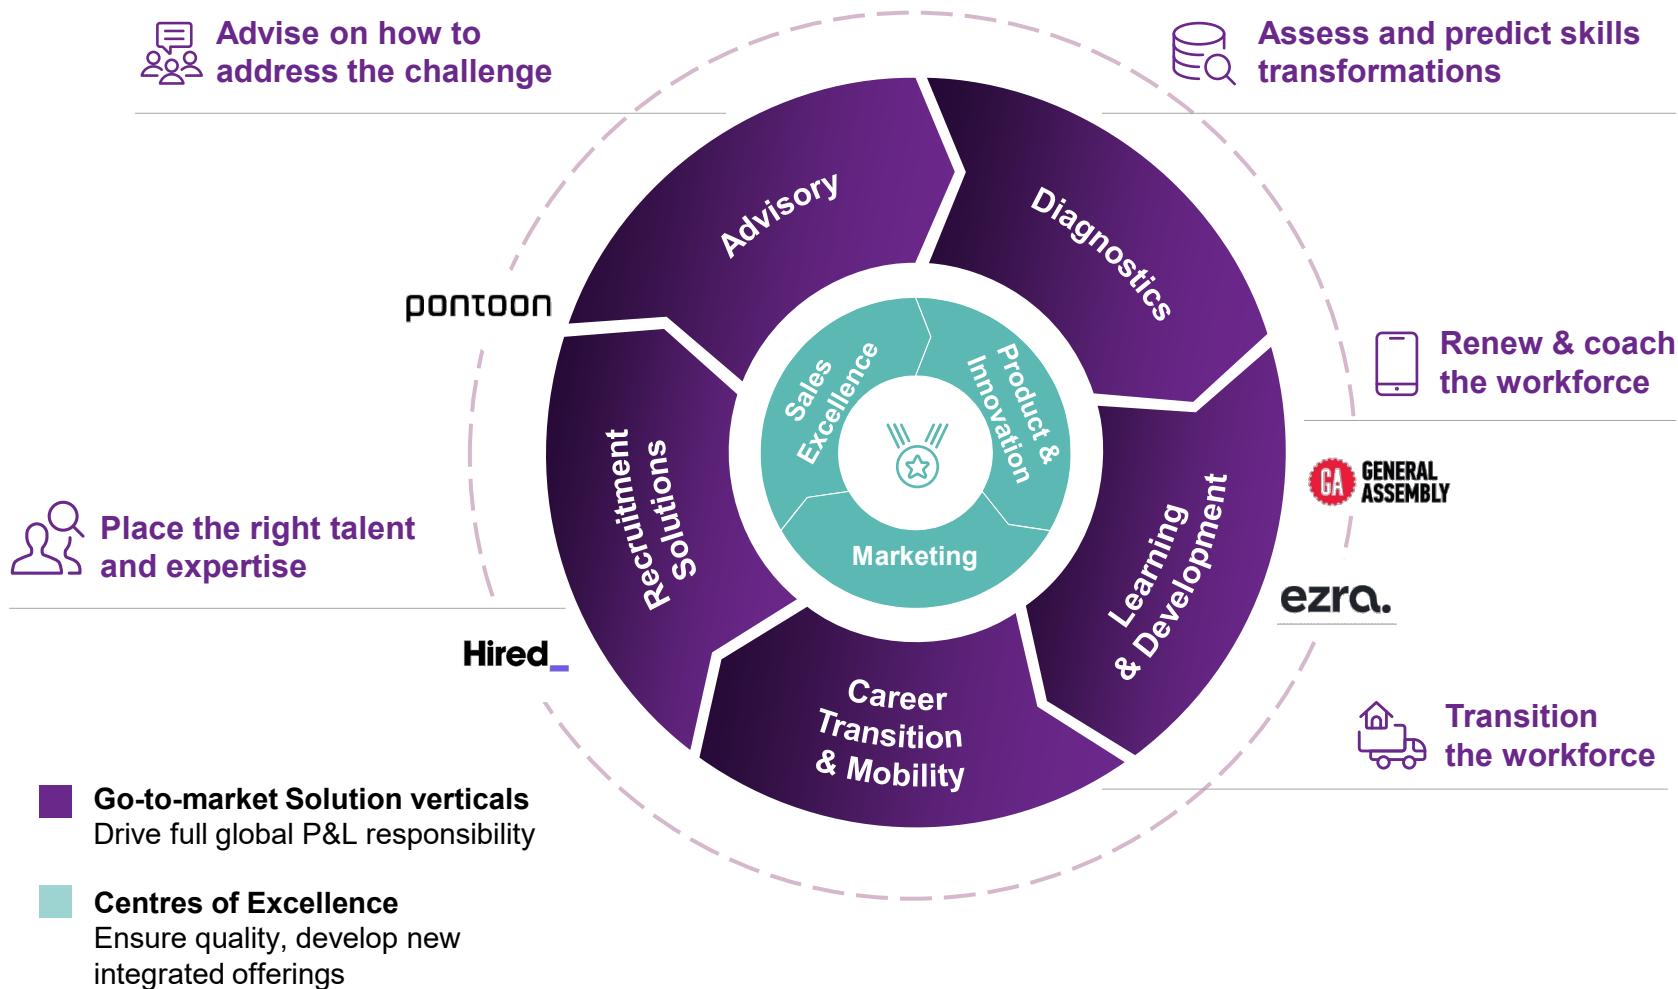 Advise on how to
address the challenge
Assess and predict skills
transformations
Advisory
Diagnostics
pontoon
Sales
Excellence
Product &
Innovation
Marketing
Renew & coach
the workforce
GA GENERAL
ASSEMBLY
Recruitment
Solutions
Learning
& Development
Place the right talent
and expertise
ezra.
Hired_
Career
Transition
& Mobility
Transition
the workforce
Go-to-market Solution verticals
Drive full global P&L responsibility
Centres of Excellence
Ensure quality, develop new
integrated offerings